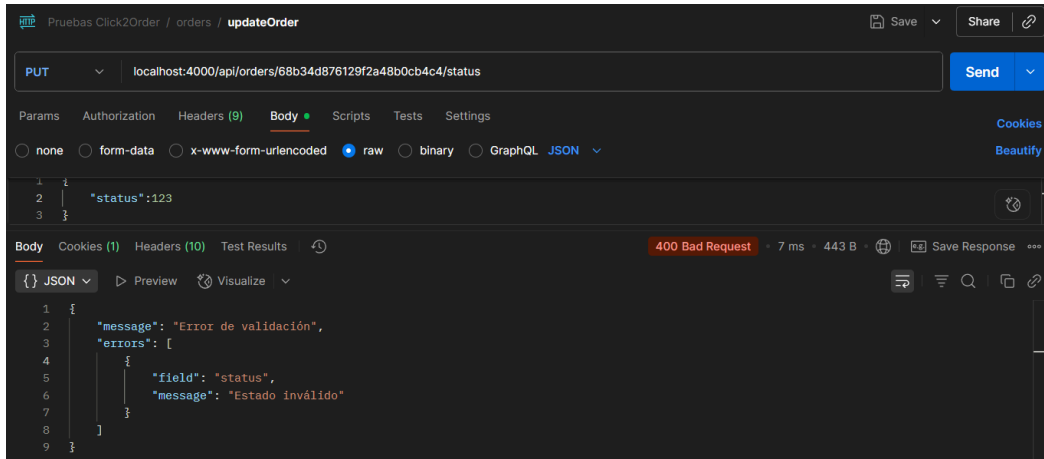 HTTP Pruebas Click2Order / orders / updateOrder Save Share
PUT localhost:4000/api/orders/68b34d876129f2a48b0cb4c4/status Send
Params Authorization Headers (9) Body Scripts Tests Settings Cookies
none form-data x-www-form-urlencoded raw binary GraphQL JSON Beautify
1 {
2 "status":123
3 }
Body Cookies (1) Headers (10) Test Results 400 Bad Request 7 ms 443 B e.g. Save Response
{} JSON Preview Visualize
1 {
2 "message": "Error de validación",
3 "errors": [
4 {
5 "field": "status",
6 "message": "Estado inválido"
7 }
8 ]
9 }